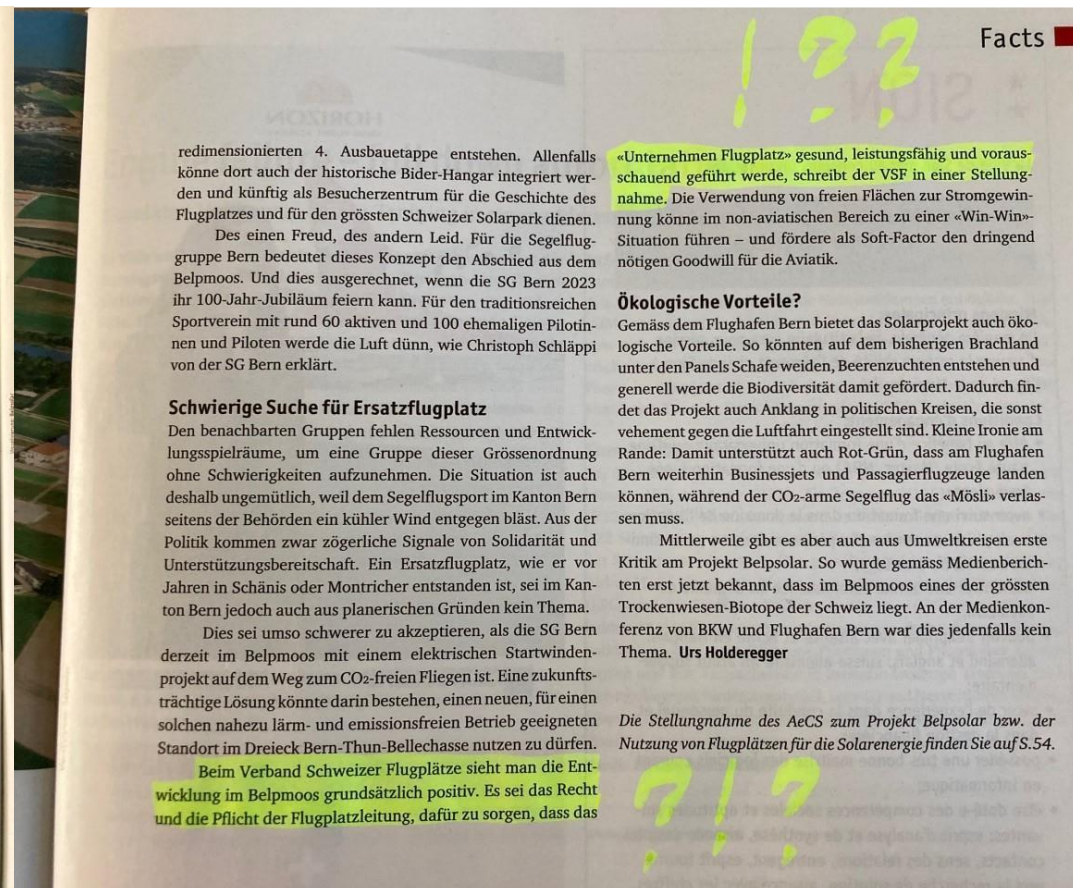 Facts
! ? ?
redimensionierten 4. Ausbauetappe entstehen. Allenfalls
könne dort auch der historische Bider-Hangar integriert wer-
den und künftig als Besucherzentrum für die Geschichte des
Flugplatzes und für den grössten Schweizer Solarpark dienen.
Des einen Freud, des andern Leid. Für die Segelflug-
gruppe Bern bedeutet dieses Konzept den Abschied aus dem
Belpmoos. Und dies ausgerechnet, wenn die SG Bern 2023
ihr 100-Jahr-Jubiläum feiern kann. Für den traditionsreichen
Sportverein mit rund 60 aktiven und 100 ehemaligen Pilotin-
nen und Piloten werde die Luft dünn, wie Christoph Schläppi
von der SG Bern erklärt.
Schwierige Suche für Ersatzflugplatz
Den benachbarten Gruppen fehlen Ressourcen und Entwick-
lungsspielräume, um eine Gruppe dieser Grössenordnung
ohne Schwierigkeiten aufzunehmen. Die Situation ist auch
deshalb ungemütlich, weil dem Segelflugsport im Kanton Bern
seitens der Behörden ein kühler Wind entgegen bläst. Aus der
Politik kommen zwar zögerliche Signale von Solidarität und
Unterstützungsbereitschaft. Ein Ersatzflugplatz, wie er vor
Jahren in Schänis oder Montricher entstanden ist, sei im Kan-
ton Bern jedoch auch aus planerischen Gründen kein Thema.
Dies sei umso schwerer zu akzeptieren, als die SG Bern
derzeit im Belpmoos mit einem elektrischen Startwinden-
projekt auf dem Weg zum CO2-freien Fliegen ist. Eine zukunfts-
trächtige Lösung könnte darin bestehen, einen neuen, für einen
solchen nahezu lärm- und emissionsfreien Betrieb geeigneten
Standort im Dreieck Bern-Thun-Bellechasse nutzen zu dürfen.
Beim Verband Schweizer Flugplätze sieht man die Ent-
wicklung im Belpmoos grundsätzlich positiv. Es sei das Recht
und die Pflicht der Flugplatzleitung, dafür zu sorgen, dass das
«Unternehmen Flugplatz» gesund, leistungsfähig und voraus-
schauend geführt werde, schreibt der VSF in einer Stellung-
nahme. Die Verwendung von freien Flächen zur Stromgewin-
nung könne im non-aviatischen Bereich zu einer «Win-Win»-
Situation führen – und fördere als Soft-Factor den dringend
nötigen Goodwill für die Aviatik.
Ökologische Vorteile?
Gemäss dem Flughafen Bern bietet das Solarprojekt auch öko-
logische Vorteile. So könnten auf dem bisherigen Brachland
unter den Panels Schafe weiden, Beerenzuchten entstehen und
generell werde die Biodiversität damit gefördert. Dadurch fin-
det das Projekt auch Anklang in politischen Kreisen, die sonst
vehement gegen die Luftfahrt eingestellt sind. Kleine Ironie am
Rande: Damit unterstützt auch Rot-Grün, dass am Flughafen
Bern weiterhin Businessjets und Passagierflugzeuge landen
können, während der CO2-arme Segelflug das «Mösli» verlas-
sen muss.
Mittlerweile gibt es aber auch aus Umweltkreisen erste
Kritik am Projekt Belpsolar. So wurde gemäss Medienberich-
ten erst jetzt bekannt, dass im Belpmoos eines der grössten
Trockenwiesen-Biotope der Schweiz liegt. An der Medienkon-
ferenz von BKW und Flughafen Bern war dies jedenfalls kein
Thema. Urs Holderegger
Die Stellungnahme des AeCS zum Projekt Belpsolar bzw. der
Nutzung von Flugplätzen für die Solarenergie finden Sie auf S.54.
? ! ?